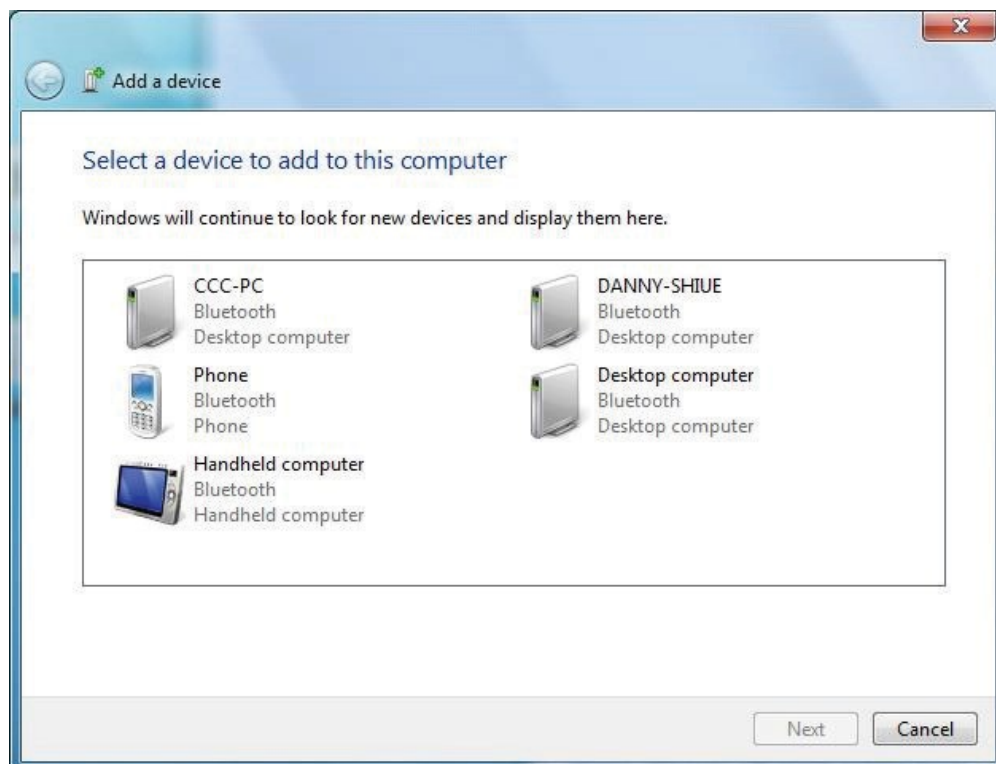 Add a device
Select a device to add to this computer
Windows will continue to look for new devices and display them here.
CCC-PC
Bluetooth
Desktop computer
DANNY-SHIUE
Bluetooth
Desktop computer
Phone
Bluetooth
Phone
Desktop computer
Bluetooth
Desktop computer
Handheld computer
Bluetooth
Handheld computer
Next
Cancel